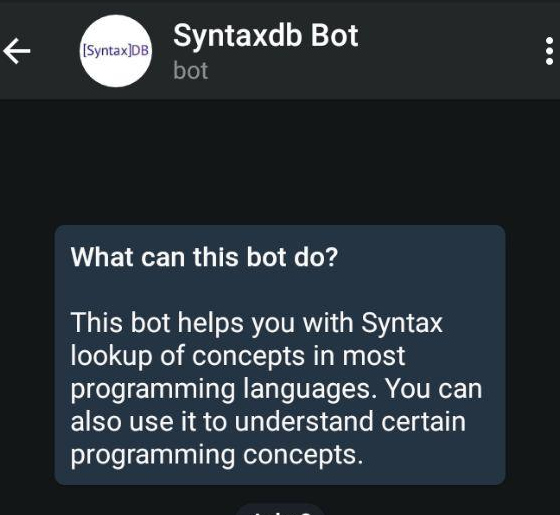 [Syntax]DB
Syntaxdb Bot
bot
What can this bot do?
This bot helps you with Syntax
lookup of concepts in most
programming languages. You can
also use it to understand certain
programming concepts.